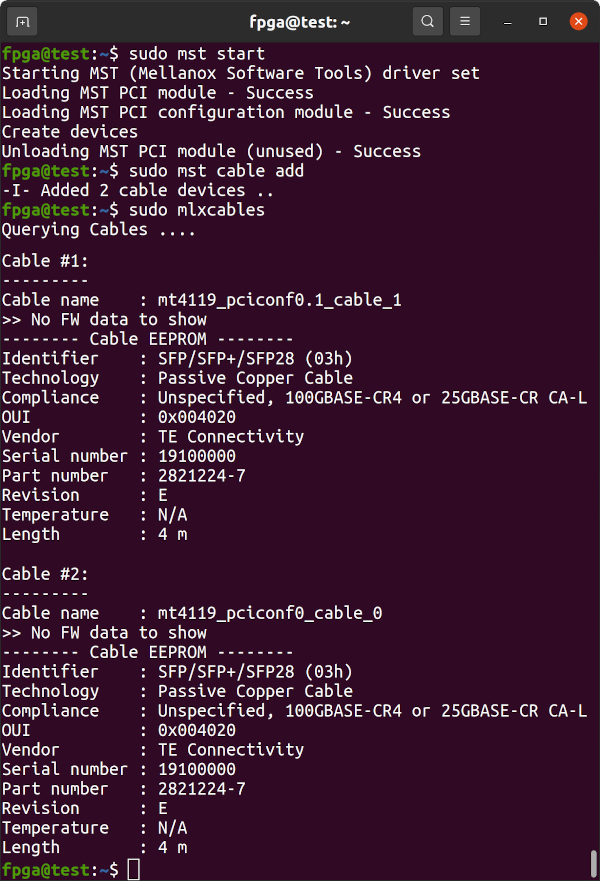 fpga@test: ~
fpga@test:~$ sudo mst start
Starting MST (Mellanox Software Tools) driver set
Loading MST PCI module - Success
Loading MST PCI configuration module - Success
Create devices
Unloading MST PCI module (unused) - Success
fpga@test:~$ sudo mst cable add
-I- Added 2 cable devices ..
fpga@test:~$ sudo mlxcables
Querying Cables ....
Cable #1:
---------
Cable name    : mt4119_pciconf0.1_cable_1
>> No FW data to show
-------- Cable EEPROM --------
Identifier    : SFP/SFP+/SFP28 (03h)
Technology    : Passive Copper Cable
Compliance    : Unspecified, 100GBASE-CR4 or 25GBASE-CR CA-L
OUI           : 0x004020
Vendor        : TE Connectivity
Serial number : 19100000
Part number   : 2821224-7
Revision      : E
Temperature   : N/A
Length        : 4 m
Cable #2:
---------
Cable name    : mt4119_pciconf0_cable_0
>> No FW data to show
-------- Cable EEPROM --------
Identifier    : SFP/SFP+/SFP28 (03h)
Technology    : Passive Copper Cable
Compliance    : Unspecified, 100GBASE-CR4 or 25GBASE-CR CA-L
OUI           : 0x004020
Vendor        : TE Connectivity
Serial number : 19100000
Part number   : 2821224-7
Revision      : E
Temperature   : N/A
Length        : 4 m
fpga@test:~$